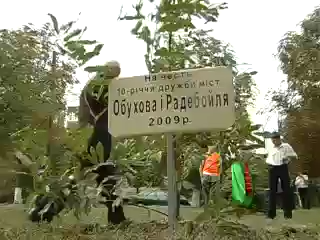 На честь
10-річчя дружби міст
Обухова і Радебойля
2009р.